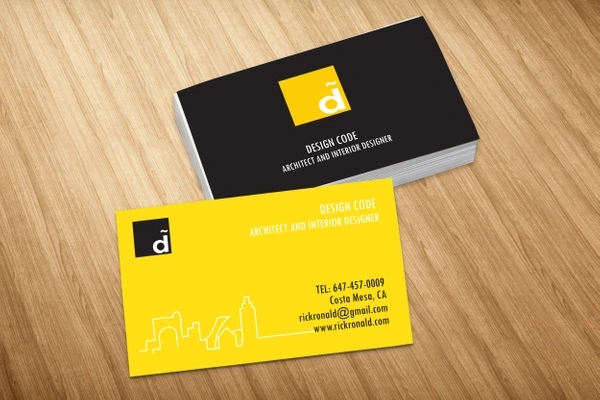 d̃
DESIGN CODE
ARCHITECT AND INTERIOR DESIGNER
d̃
DESIGN CODE
ARCHITECT AND INTERIOR DESIGNER
TEL: 647-457-0009
Costa Mesa, CA
rickronald@gmail.com
www.rickronald.com